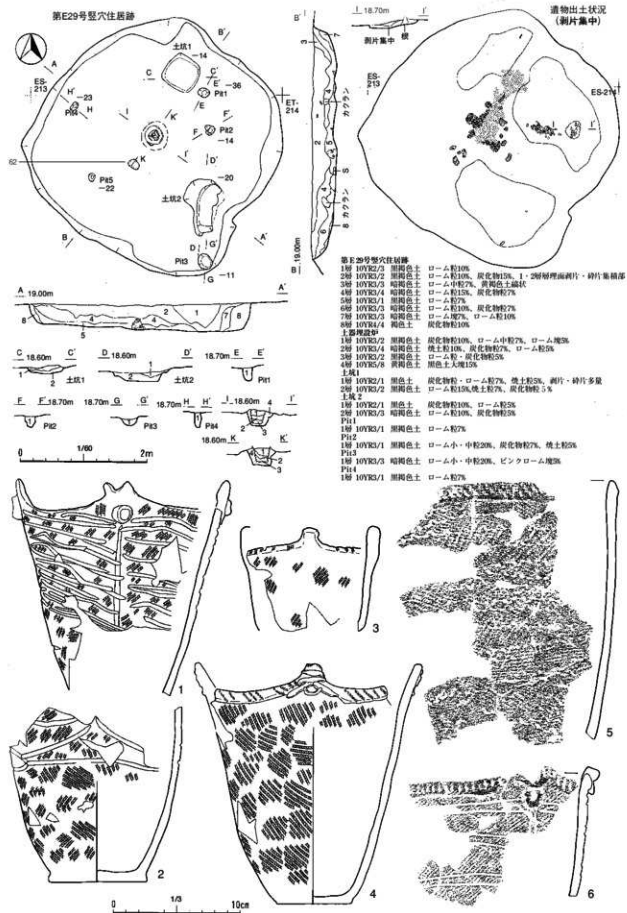 第E29号竪穴住居跡
遺物出土状況
(剥片集中)
B′
I 18.70m I′
剥片集中 根
土坑1
-14
A
B′
C C′
E′ -36
ES-213
H′ -23
Pit4
H
Pit1
E
ET-214
I
K′
F′
F
Pit2
-14
62
K
I′
D′
Pit5
-22
-20
土坑2
B
D G′
A′
Pit3
-11
G
カクラン
カクラン
B 19.00m
ES-213
ES-214
I I′
第E29号竪穴住居跡
1層 10YR2/3 黒褐色土 ローム粒10%
2層 10YR3/2 黒褐色土 ローム粒10%、炭化物15%、1・2層層理面剥片・砕片集積部
3層 10YR3/3 暗褐色土 ローム中粒7%、黄褐色土縞状
4層 10YR3/4 暗褐色土 ローム粒15%、炭化物7%
5層 10YR3/1 黒褐色土 ローム粒7%
6層 10YR3/3 暗褐色土 ローム粒10%、炭化物7%
7層 10YR3/3 暗褐色土 ローム塊7%、ローム粒10%
8層 10YR4/4 褐色土 炭化物10%
土器埋設炉
1層 10YR3/2 黒褐色土 炭化物粒10%、ローム中粒7%、ローム塊5%
2層 10YR3/4 暗褐色土 焼土粒10%、炭化物7%、ローム粒5%
3層 10YR3/2 黒褐色土 ローム粒・炭化物5%
4層 10YR5/8 黄褐色土 黒色土大塊15%
土坑1
1層 10YR2/1 黒色土 炭化物粒・ローム粒7%、焼土粒5%、剥片・砕片多量
2層 10YR3/2 黒褐色土 ローム粒15%、焼土粒7%、炭化物粒5%
土坑2
1層 10YR2/1 黒色土 炭化物粒10%、ローム粒5%
2層 10YR3/3 暗褐色土 ローム粒10%、炭化物粒5%
Pit1
1層 10YR3/1 黒褐色土 ローム粒7%
Pit2
1層 10YR3/1 黒褐色土 ローム小・中粒20%、炭化物粒7%、焼土粒5%
Pit3
1層 10YR3/3 暗褐色土 ローム小・中粒20%、ピンクローム塊5%
Pit4
1層 10YR3/1 黒褐色土 ローム粒7%
A 19.00m A′
C 18.60m C′
土坑1
D 18.60m D′
土坑2
18.70m E E′
Pit1
F 18.70m F′
Pit2
G 18.70m G′
Pit3
18.70m H H′
Pit4
I 18.60m I′
18.60m K K′
0 1/60 2m
1
2
3
4
5
6
0 1/3 10cm